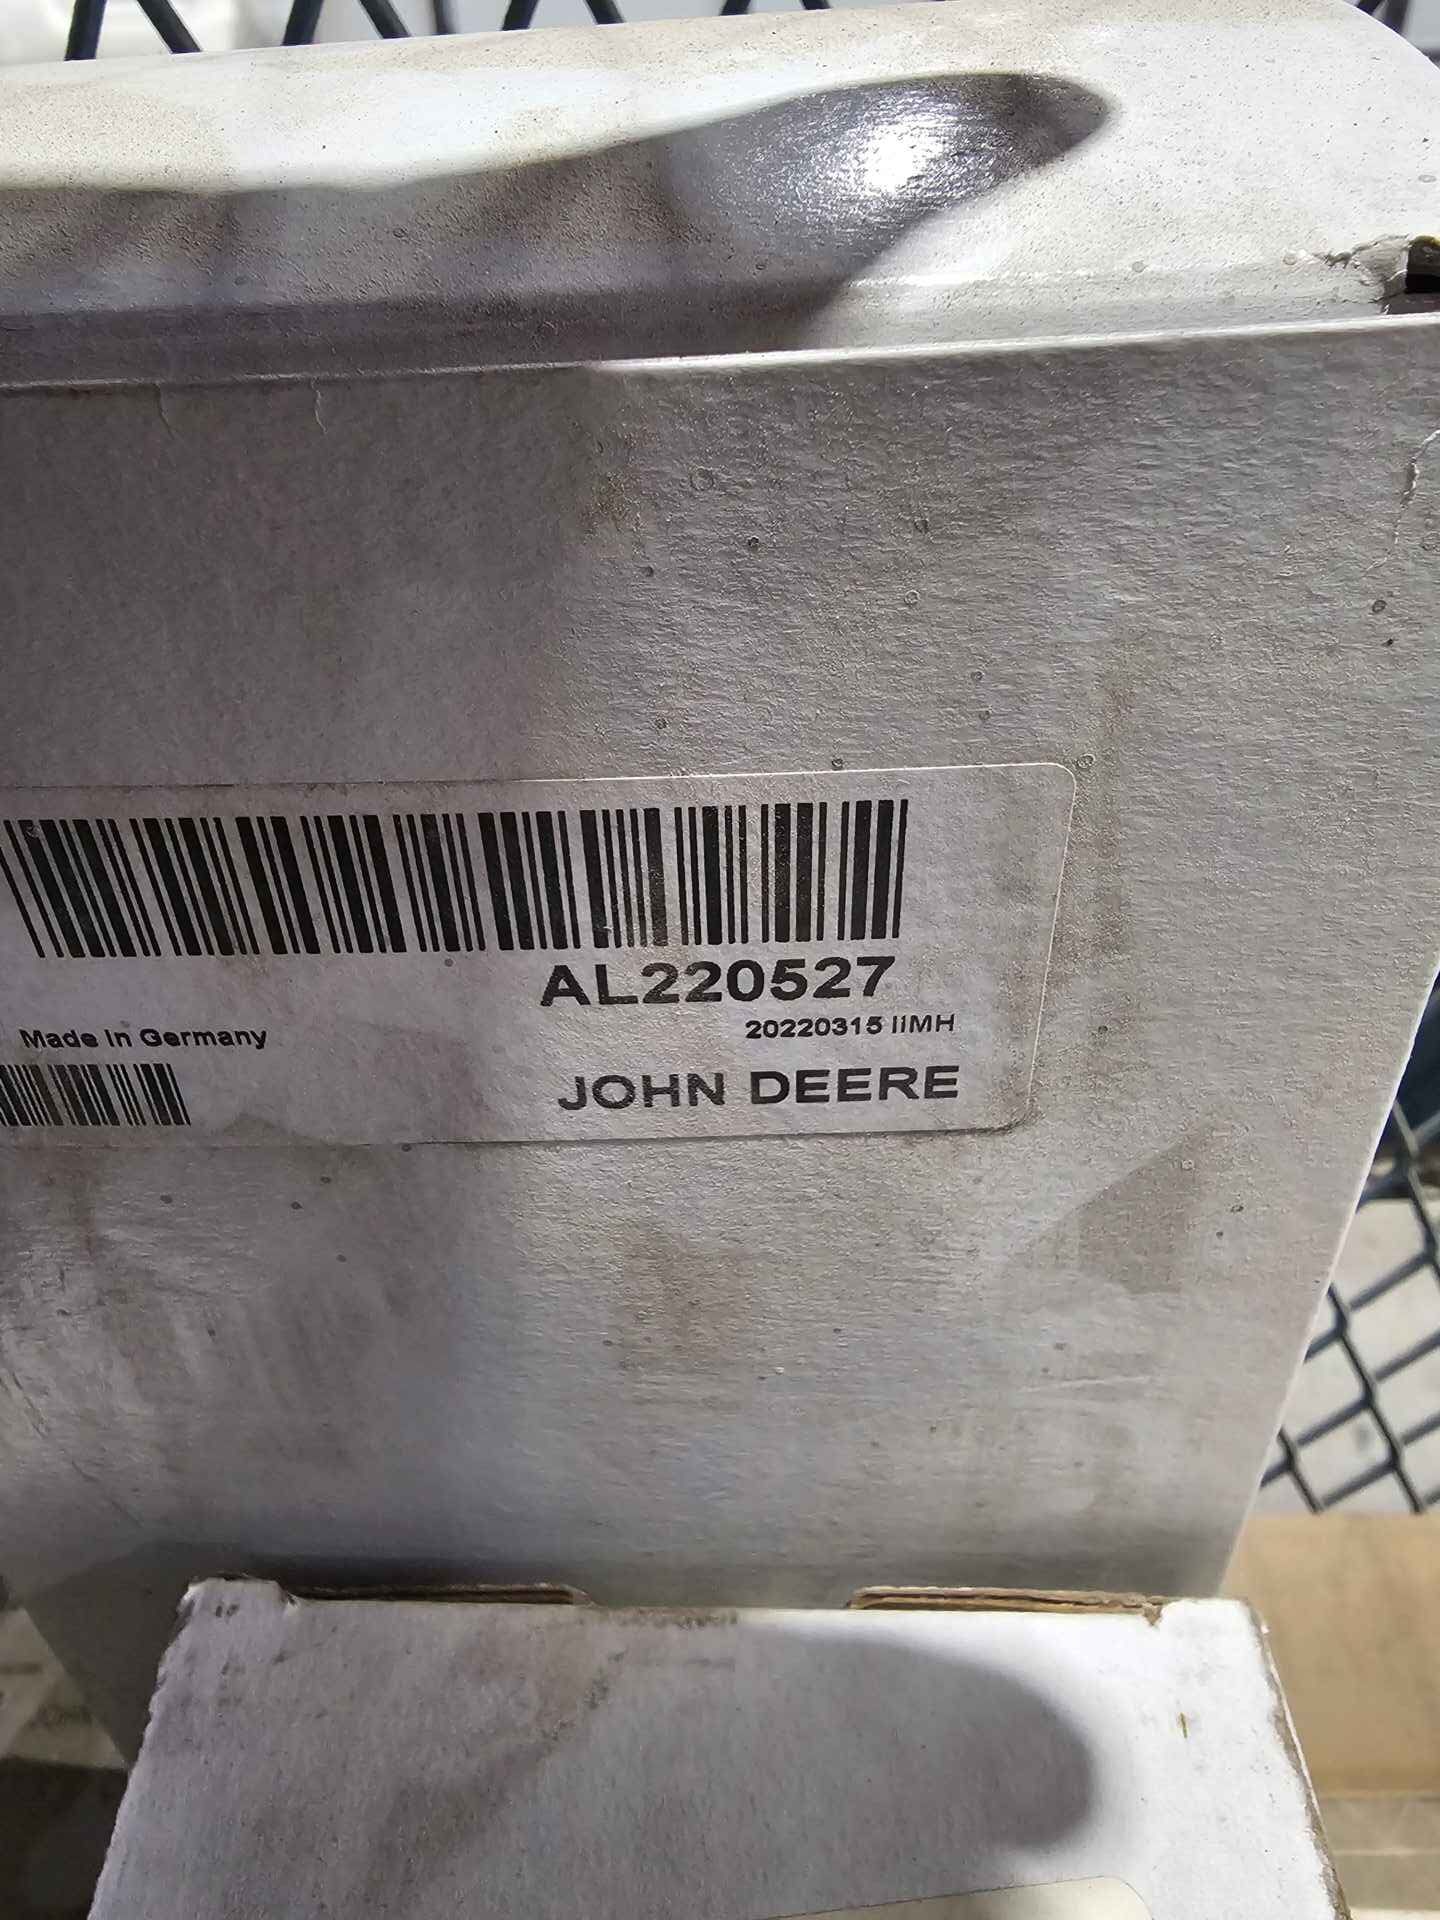 AL220527
Made in Germany
20220315 IIMH
JOHN DEERE